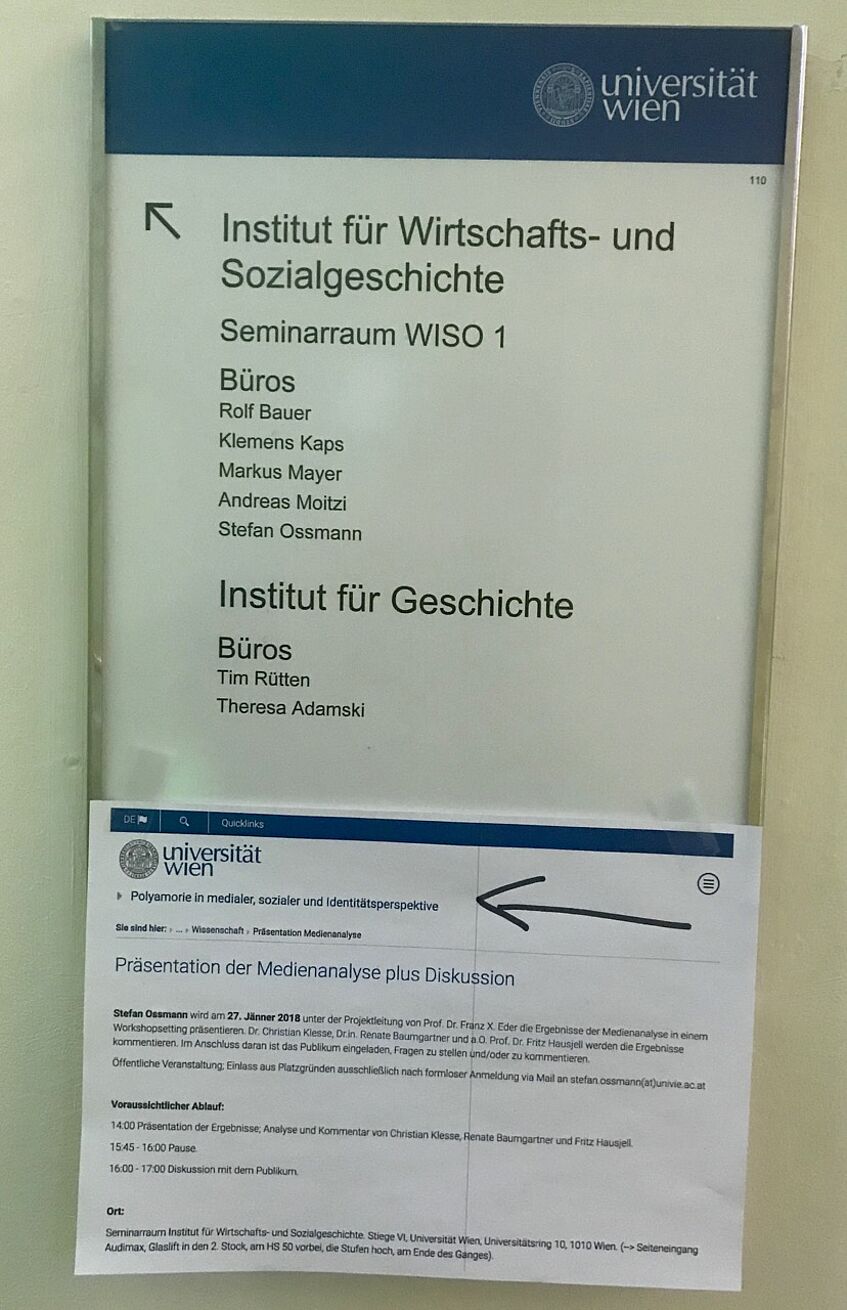 universität
wien
110
Institut für Wirtschafts- und
Sozialgeschichte
Seminarraum WISO 1
Büros
Rolf Bauer
Klemens Kaps
Markus Mayer
Andreas Moitzi
Stefan Ossmann
Institut für Geschichte
Büros
Tim Rütten
Theresa Adamski
DE Quicklinks
universität
wien
Polyamorie in medialer, sozialer und Identitätsperspektive
Sie sind hier: › ... › Wissenschaft › Präsentation Medienanalyse
Präsentation der Medienanalyse plus Diskussion
Stefan Ossmann wird am 27. Jänner 2018 unter der Projektleitung von Prof. Dr. Franz X. Eder die Ergebnisse der Medienanalyse in einem
Workshopsetting präsentieren. Dr. Christian Klesse, Dr.in. Renate Baumgartner und a.O. Prof. Dr. Fritz Hausjell werden die Ergebnisse
kommentieren. Im Anschluss daran ist das Publikum eingeladen, Fragen zu stellen und/oder zu kommentieren.
Öffentliche Veranstaltung; Einlass aus Platzgründen ausschließlich nach formloser Anmeldung via Mail an stefan.ossmann(at)univie.ac.at
Voraussichtlicher Ablauf:
14:00 Präsentation der Ergebnisse; Analyse und Kommentar von Christian Klesse, Renate Baumgartner und Fritz Hausjell.
15:45 - 16:00 Pause.
16:00 - 17:00 Diskussion mit dem Publikum.
Ort:
Seminarraum Institut für Wirtschafts- und Sozialgeschichte. Stiege VI, Universität Wien, Universitätsring 10, 1010 Wien. (--> Seiteneingang
Audimax, Glaslift in den 2. Stock, am HS 50 vorbei, die Stufen hoch, am Ende des Ganges).